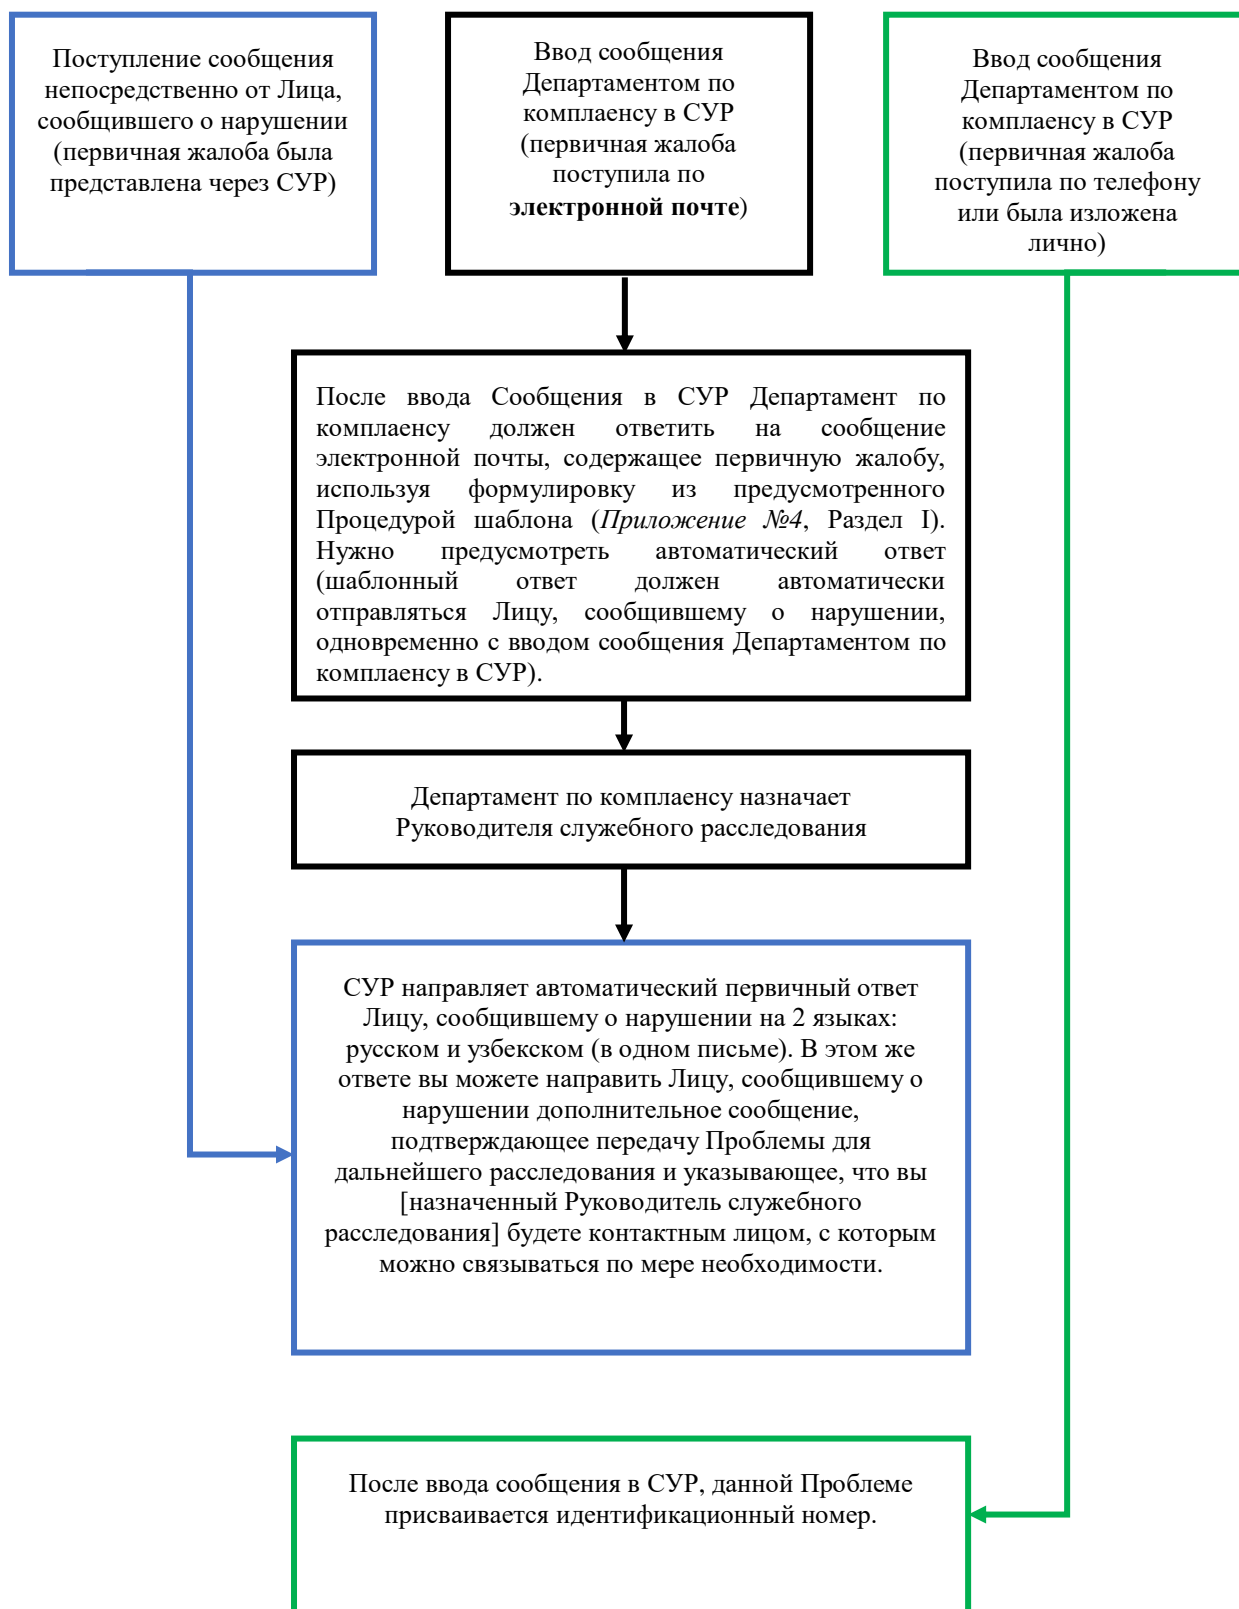 Поступление сообщения
непосредственно от Лица,
сообщившего о нарушении
(первичная жалоба была
представлена через СУР)
Ввод сообщения
Департаментом по
комплаенсу в СУР
(первичная жалоба
поступила по
электронной почте)
Ввод сообщения
Департаментом по
комплаенсу в СУР
(первичная жалоба
поступила по телефону
или была изложена
лично)
После ввода Сообщения в СУР Департамент по
комплаенсу должен ответить на сообщение
электронной почты, содержащее первичную жалобу,
используя формулировку из предусмотренного
Процедурой шаблона (Приложение №4, Раздел I).
Нужно предусмотреть автоматический ответ
(шаблонный ответ должен автоматически
отправляться Лицу, сообщившему о нарушении,
одновременно с вводом сообщения Департаментом по
комплаенсу в СУР).
Департамент по комплаенсу назначает
Руководителя служебного расследования
СУР направляет автоматический первичный ответ
Лицу, сообщившему о нарушении на 2 языках:
русском и узбекском (в одном письме). В этом же
ответе вы можете направить Лицу, сообщившему о
нарушении дополнительное сообщение,
подтверждающее передачу Проблемы для
дальнейшего расследования и указывающее, что вы
[назначенный Руководитель служебного
расследования] будете контактным лицом, с которым
можно связываться по мере необходимости.
После ввода сообщения в СУР, данной Проблеме
присваивается идентификационный номер.